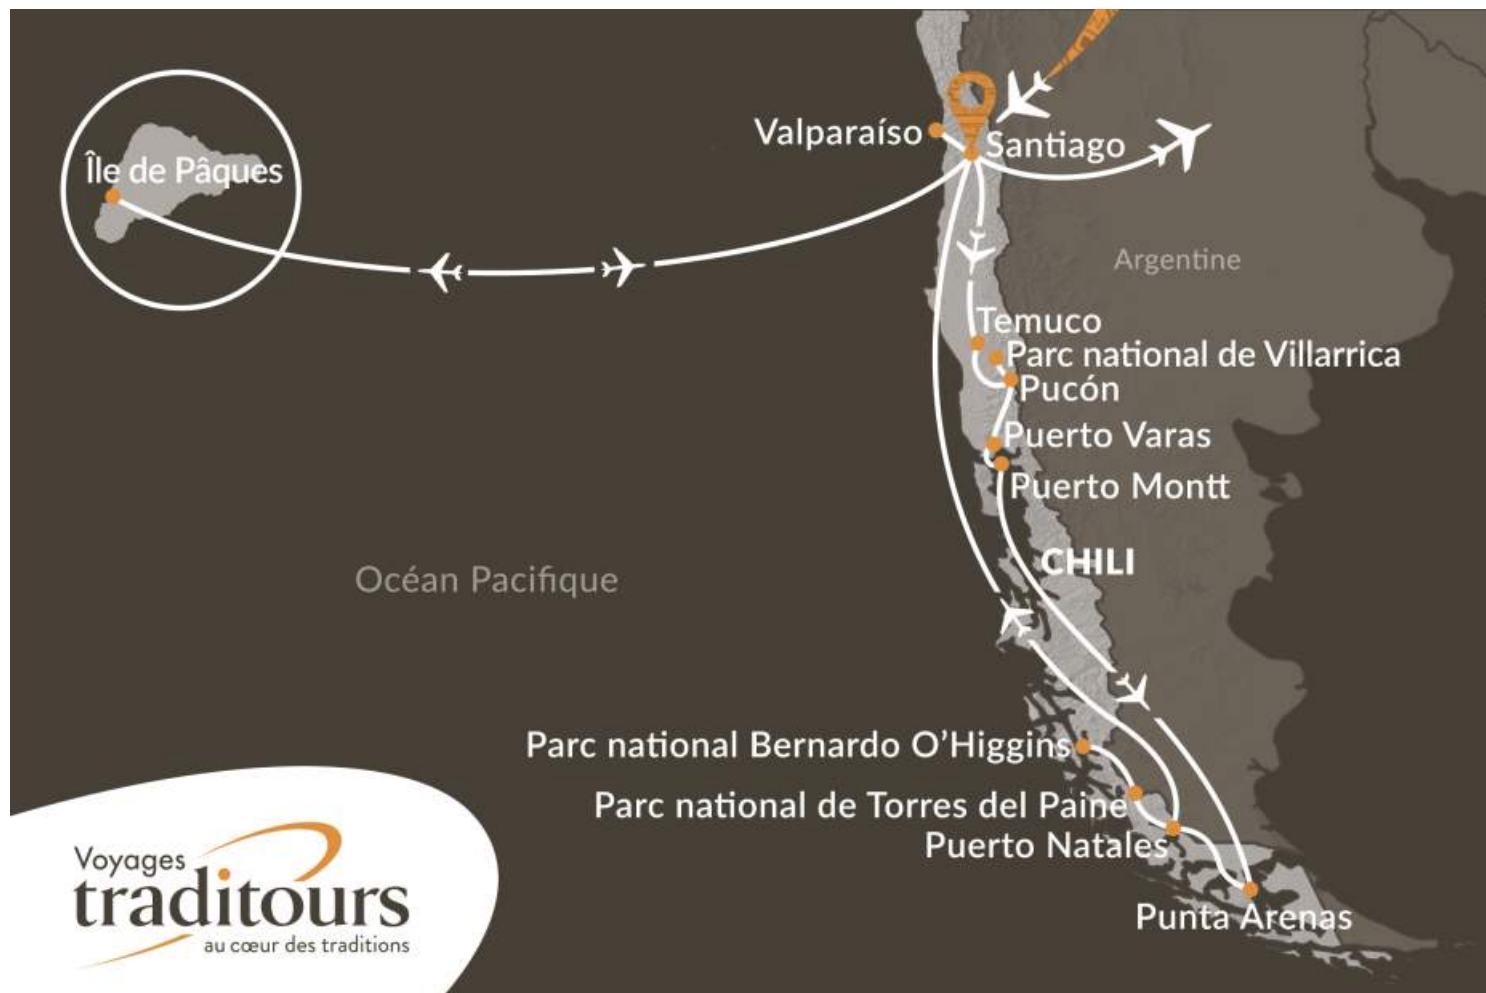 Valparaíso
Santiago
Île de Pâques
Argentine
Temuco
Parc national de Villarrica
Pucón
Puerto Varas
Puerto Montt
CHILI
Océan Pacifique
Parc national Bernardo O’Higgins
Parc national de Torres del Paine
Puerto Natales
Punta Arenas
Voyages
traditours
au cœur des traditions